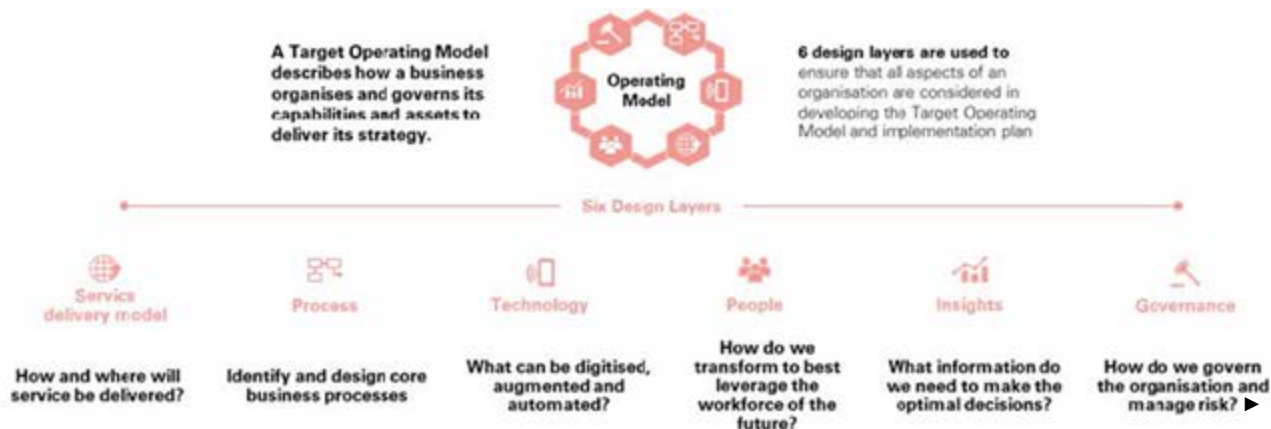 A Target Operating Model
describes how a business
organises and governs its
capabilities and assets to
deliver its strategy.
Operating
Model
6 design layers are used to
ensure that all aspects of an
organisation are considered in
developing the Target Operating
Model and implementation plan
Six Design Layers
Service
delivery model
How and where will
service be delivered?
Process
Identify and design core
business processes
Technology
What can be digitised,
augmented and
automated?
People
How do we
transform to best
leverage the
workforce of the
future?
Insights
What information do
we need to make the
optimal decisions?
Governance
How do we govern
the organisation and
manage risk? ►